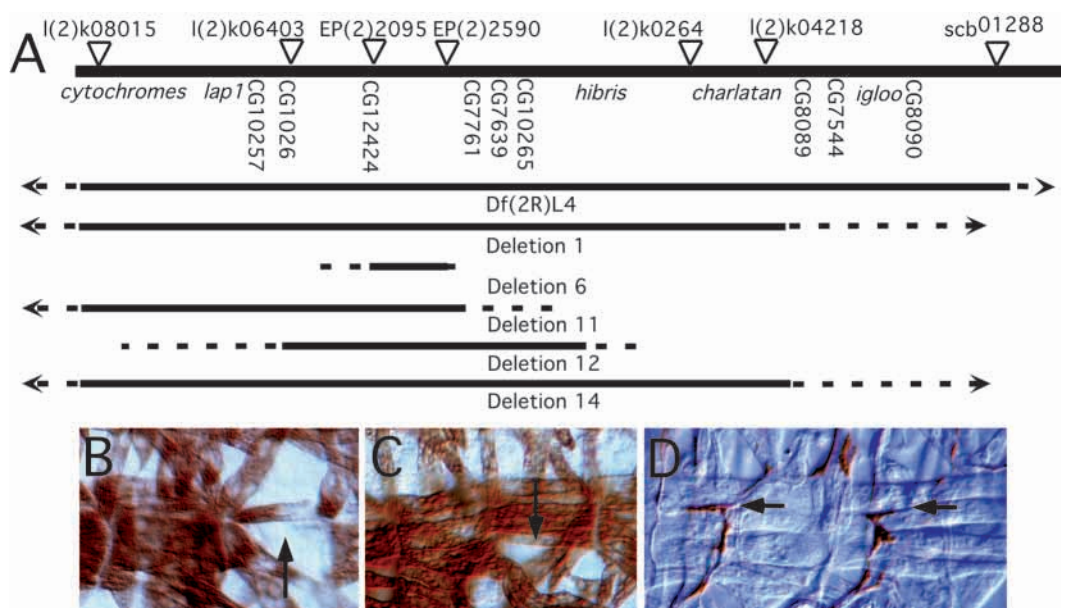 A
l(2)k08015 l(2)k06403 EP(2)2095 EP(2)2590 l(2)k0264 l(2)k04218 scb01288
cytochromes lap1 CG10257 CG1026 CG12424 CG7761 CG7639 CG10265 hibris charlatan CG8089 CG7544 igloo CG8090
Df(2R)L4
Deletion 1
Deletion 6
Deletion 11
Deletion 12
Deletion 14
B C D